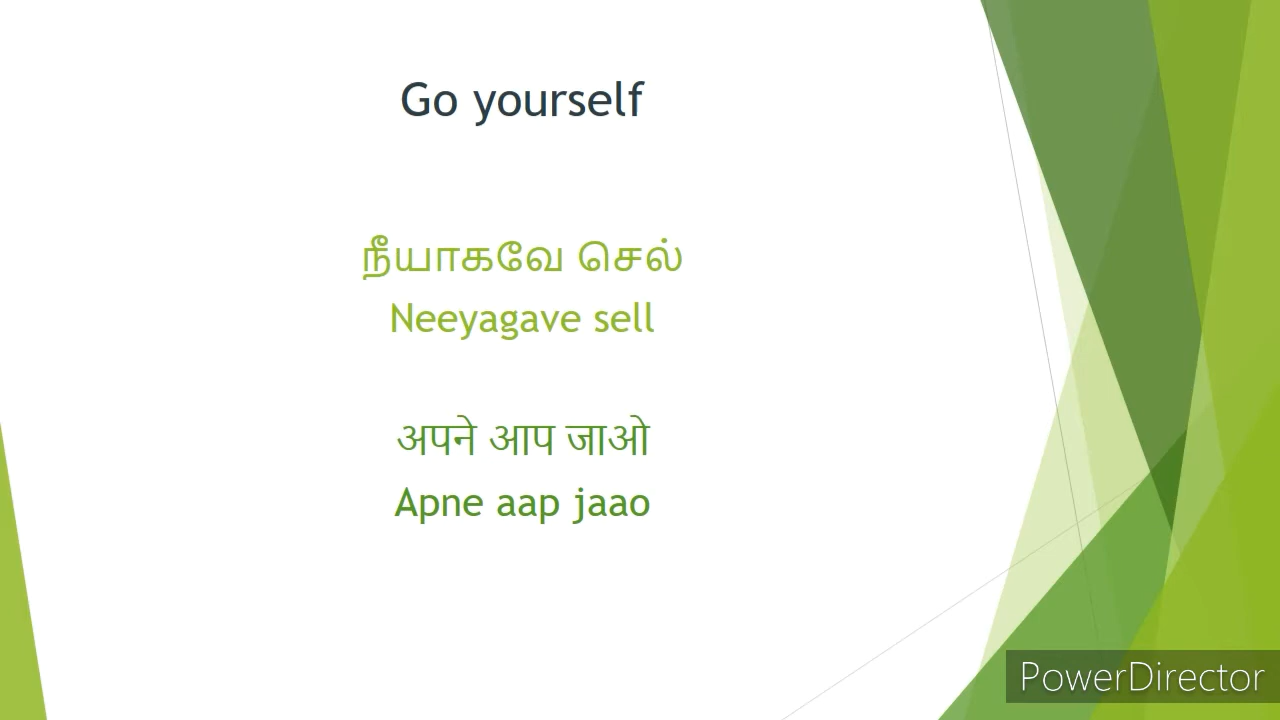 Go yourself
நீயாகவே செல்
Neeyagave sell
अपने आप जाओ
Apne aap jaao
PowerDirector